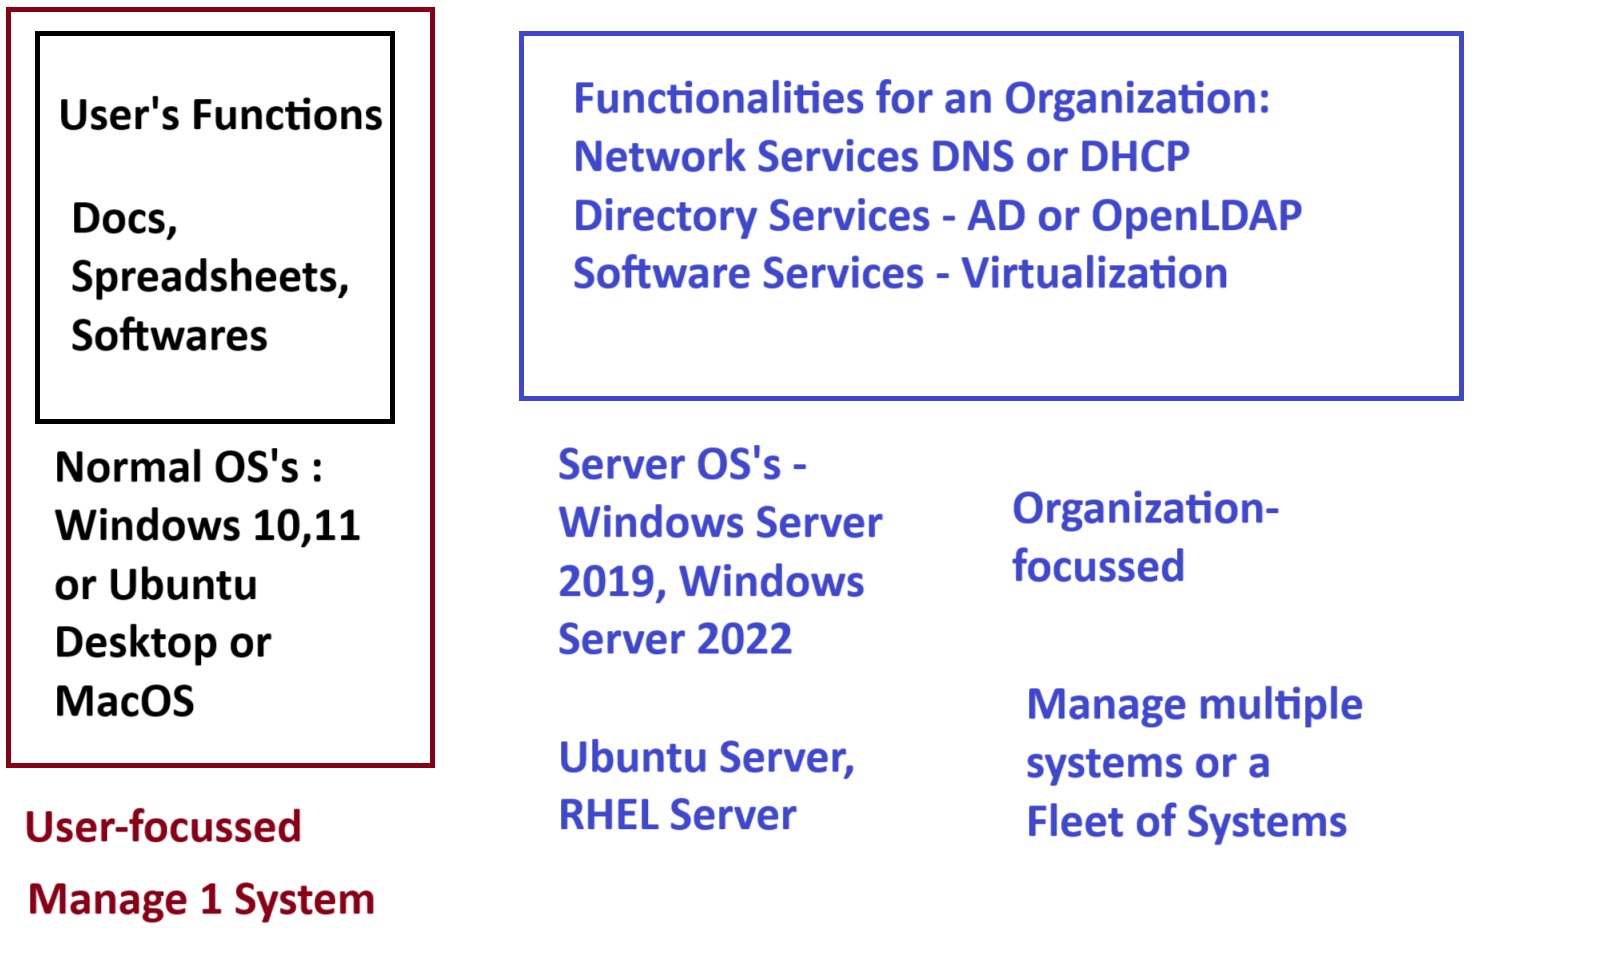 User's Functions
Docs,
Spreadsheets,
Softwares
Normal OS's :
Windows 10,11
or Ubuntu
Desktop or
MacOS
User-focussed
Manage 1 System
Functionalities for an Organization:
Network Services DNS or DHCP
Directory Services - AD or OpenLDAP
Software Services - Virtualization
Server OS's -
Windows Server
2019, Windows
Server 2022
Ubuntu Server,
RHEL Server
Organization-
focussed
Manage multiple
systems or a
Fleet of Systems